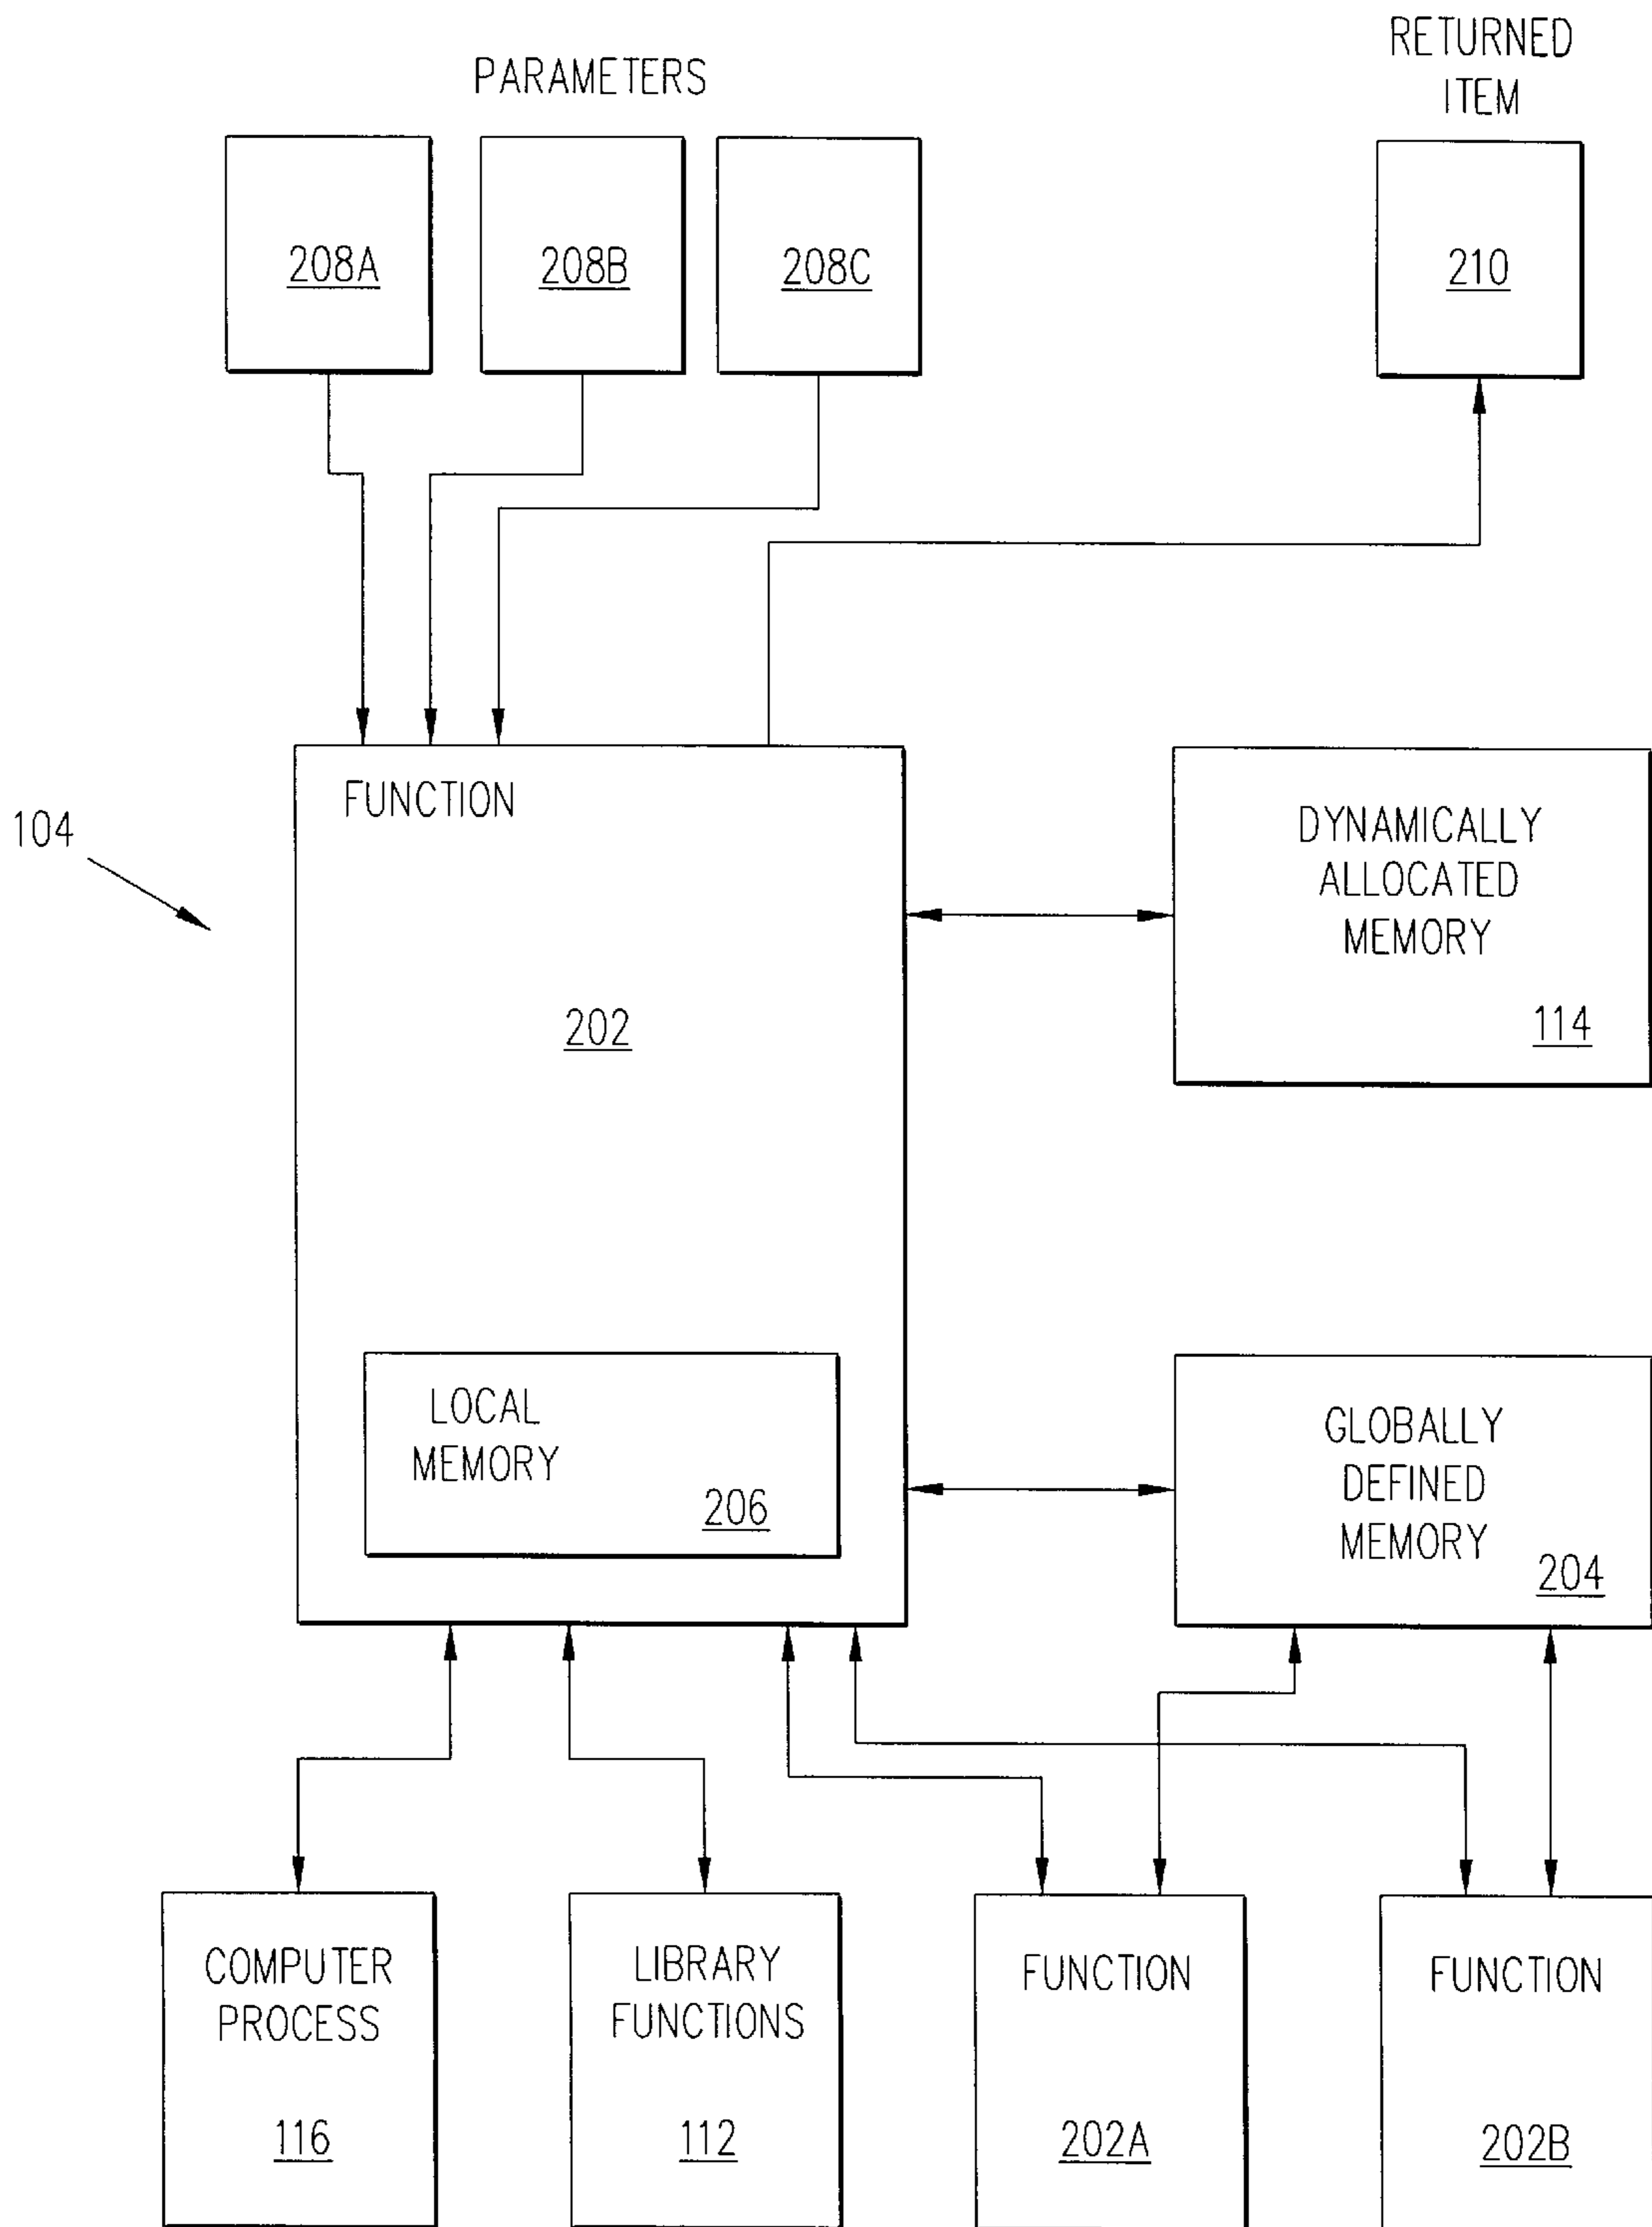 PARAMETERS
RETURNED
ITEM
208A
208B
208C
210
FUNCTION
104
202
DYNAMICALLY
ALLOCATED
MEMORY
114
LOCAL
MEMORY
206
GLOBALLY
DEFINED
MEMORY
204
COMPUTER
PROCESS
116
LIBRARY
FUNCTIONS
112
FUNCTION
202A
FUNCTION
202B